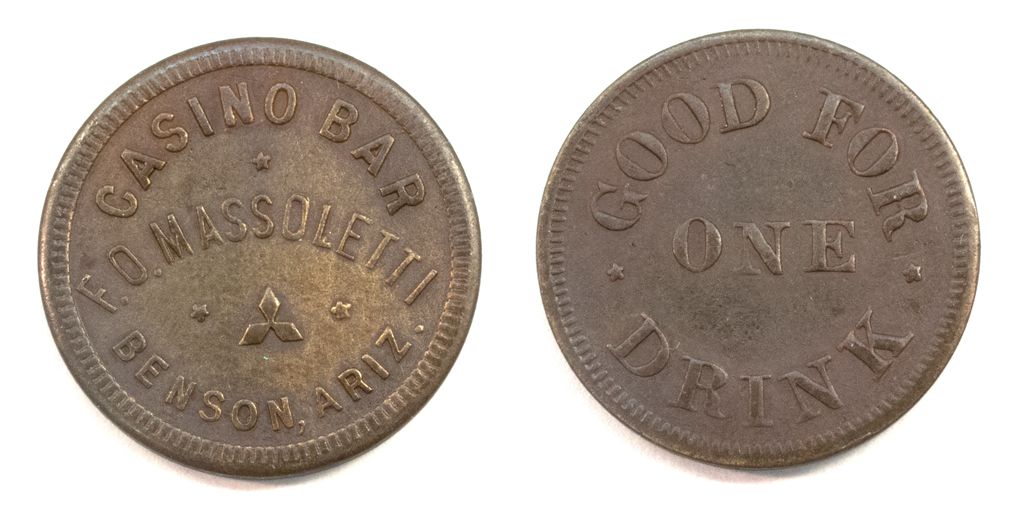 CASINO BAR
F.O. MASSOLETTI
BENSON, ARIZ.
GOOD FOR
ONE
DRINK